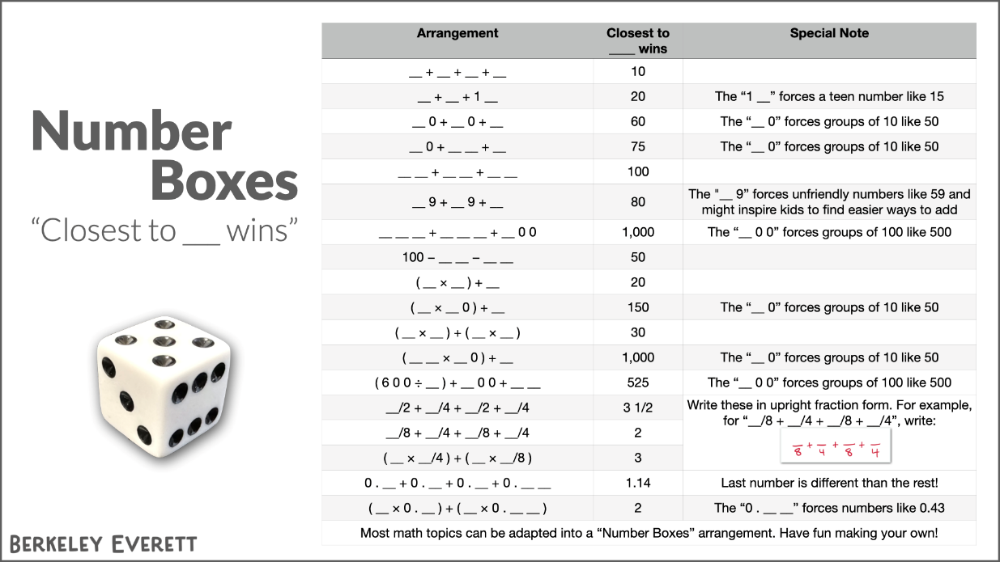 Number
Boxes
“Closest to ___ wins”
BERKELEY EVERETT
Arrangement
Closest to
____ wins
Special Note
__ + __ + __ + __
10
__ + __ + 1 __
20
The “1 __” forces a teen number like 15
__ 0 + __ 0 + __
60
The “__ 0” forces groups of 10 like 50
__ 0 + __ __ + __
75
The “__ 0” forces groups of 10 like 50
__ __ + __ __ + __ __
100
__ 9 + __ 9 + __
80
The "__ 9” forces unfriendly numbers like 59 and
might inspire kids to find easier ways to add
__ __ __ + __ __ __ + __ 0 0
1,000
The “__ 0 0” forces groups of 100 like 500
100 – __ __ – __ __
50
( __ × __ ) + __
20
( __ × __ 0 ) + __
150
The “__ 0” forces groups of 10 like 50
( __ × __ ) + ( __ × __ )
30
( __ __ × __ 0 ) + __
1,000
The “__ 0” forces groups of 10 like 50
( 6 0 0 ÷ __ ) + __ 0 0 + __ __
525
The “__ 0 0” forces groups of 100 like 500
__/2 + __/4 + __/2 + __/4
3 1/2
Write these in upright fraction form. For example,
for “__/8 + __/4 + __/8 + __/4”, write:
__/8 + __/4 + __/8 + __/4
2
__ + __ + __ + __
8 4 8 4
( __ × __/4 ) + ( __ × __/8 )
3
0 . __ + 0 . __ + 0 . __ + 0 . __ __
1.14
Last number is different than the rest!
( __ × 0 . __ ) + ( __ × 0 . __ __ )
2
The “0 . __ __” forces numbers like 0.43
Most math topics can be adapted into a “Number Boxes” arrangement. Have fun making your own!